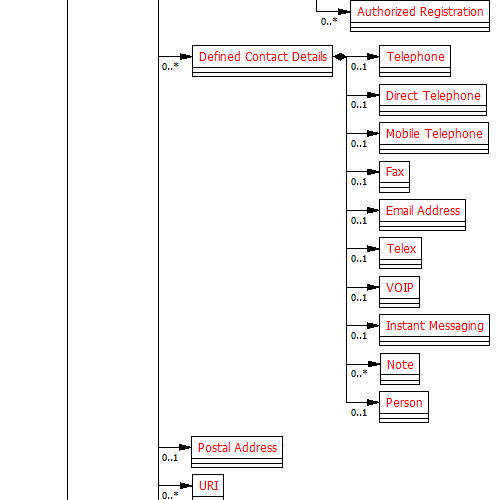 Authorized Registration
0..*
Defined Contact Details
0..*
Telephone
0..1
Direct Telephone
0..1
Mobile Telephone
0..1
Fax
0..1
Email Address
0..1
Telex
0..1
VOIP
0..1
Instant Messaging
0..1
Note
0..*
Person
0..1
Postal Address
0..1
URI
0..*